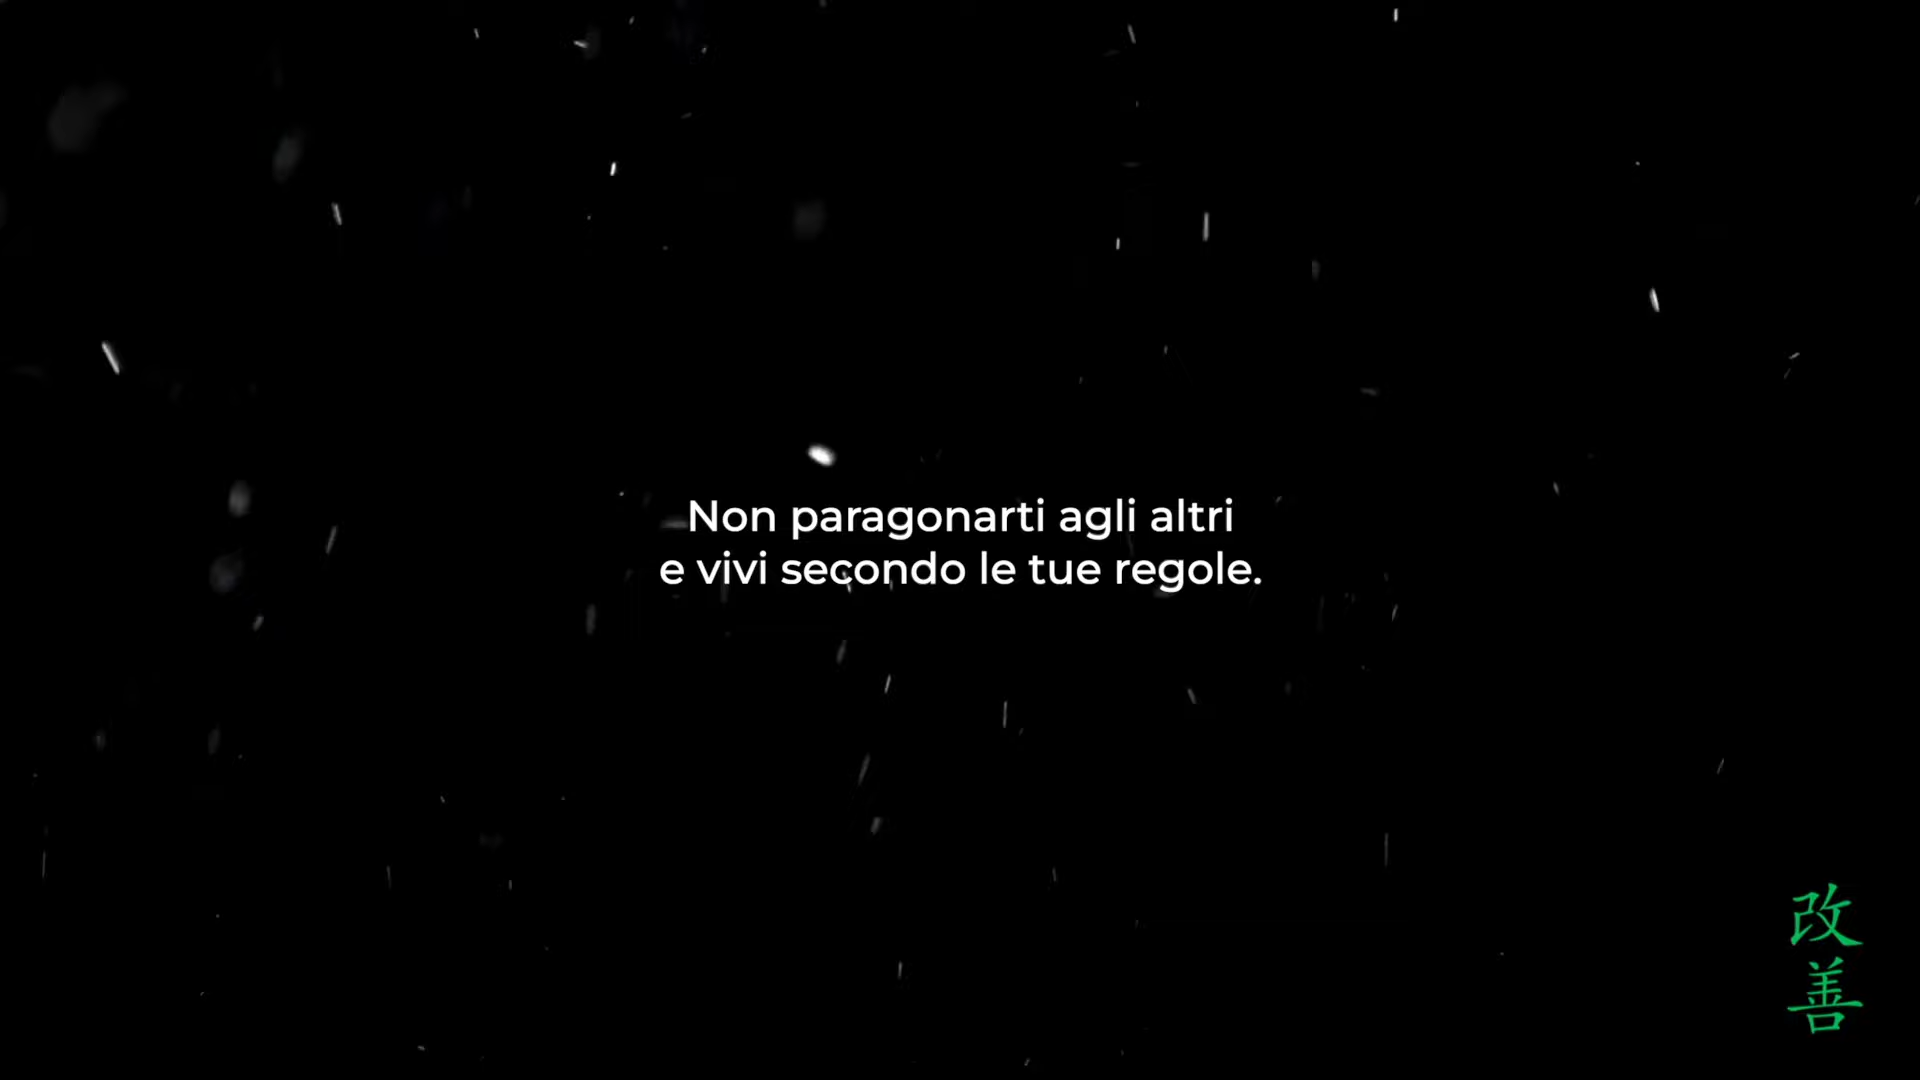 Non paragonarti agli altri
e vivi secondo le tue regole.
改
善